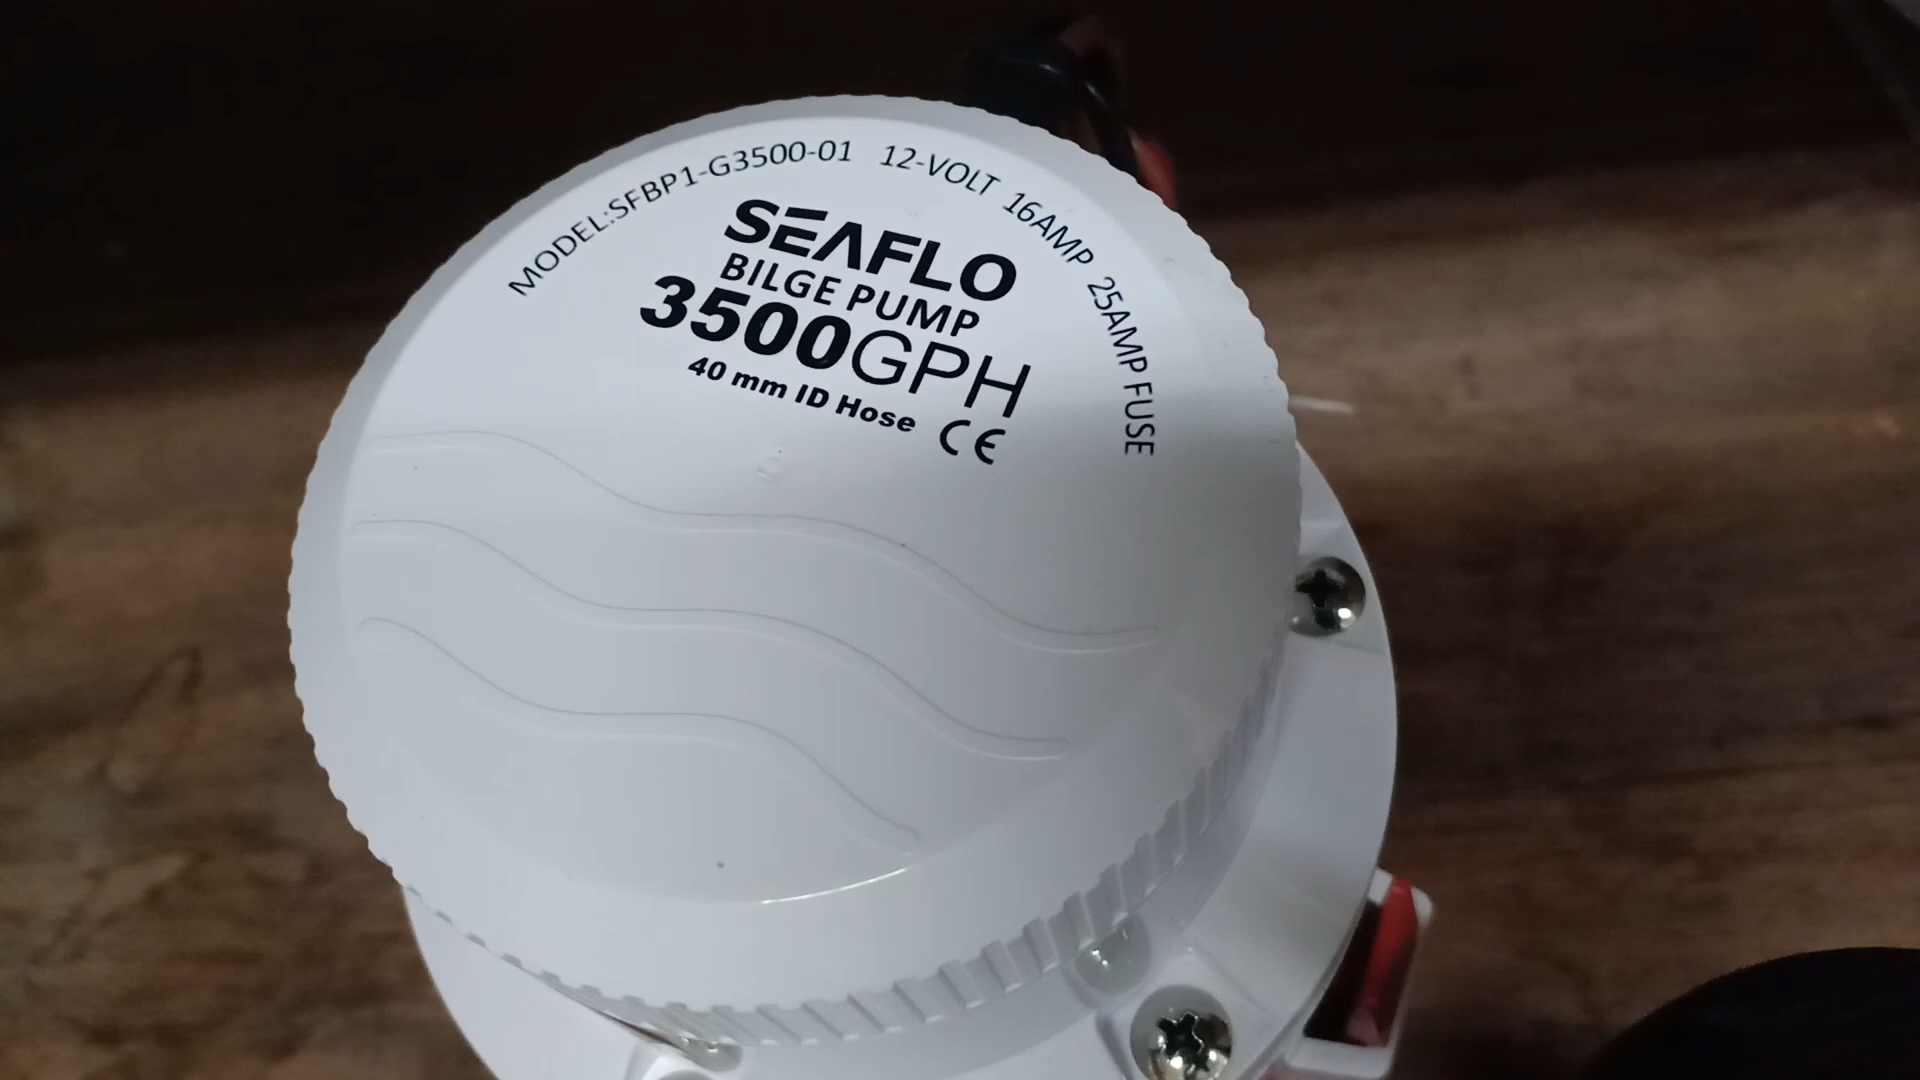 MODEL:SFBP1-G3500-01 12-VOLT 16AMP 25AMP FUSE
SEAFLO
BILGE PUMP
3500GPH
40 mm ID Hose CE